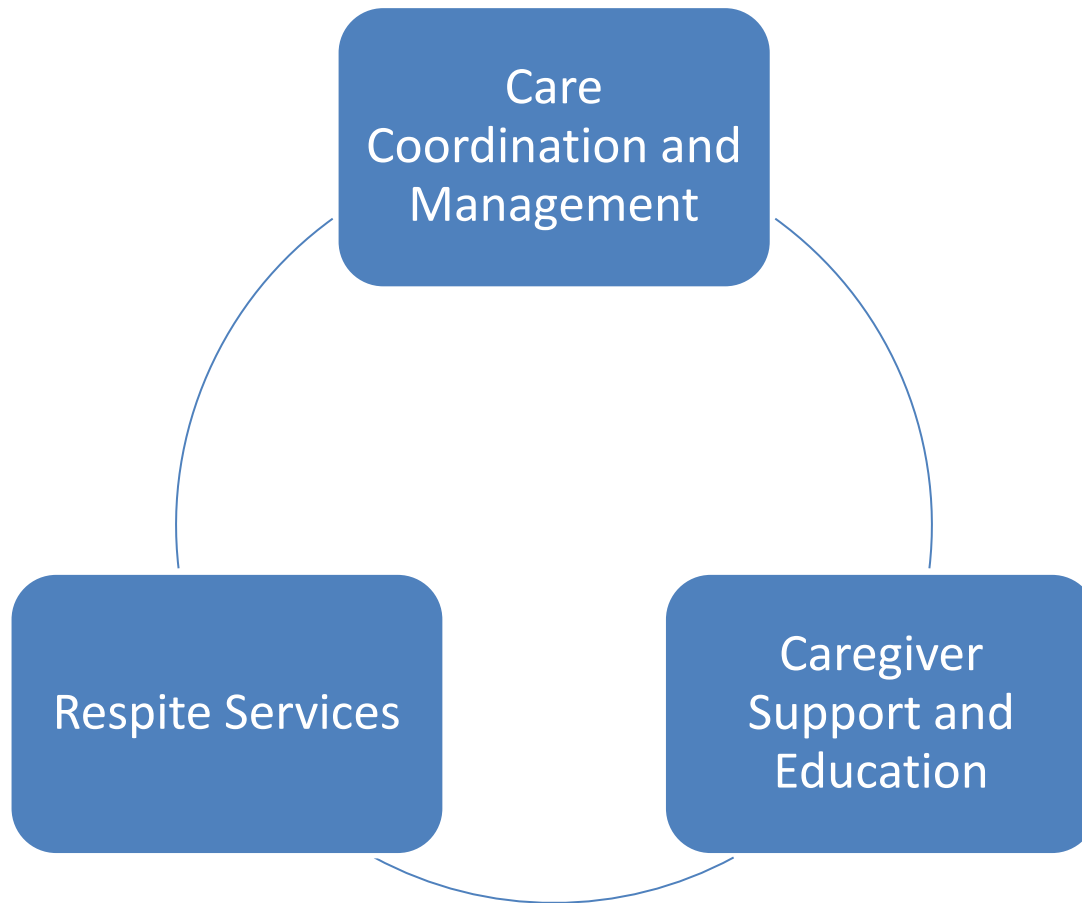 Care
Coordination and
Management
Respite Services
Caregiver
Support and
Education